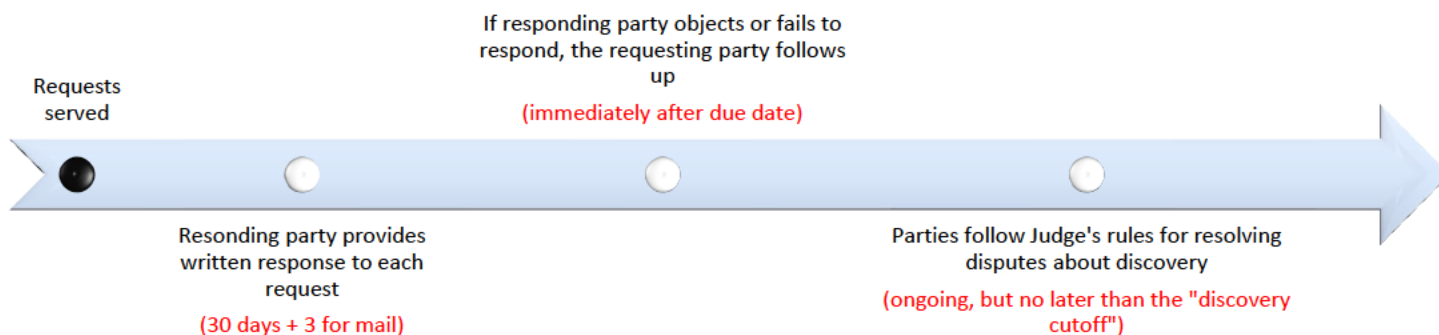 Requests
served
If responding party objects or fails to
respond, the requesting party follows
up
(immediately after due date)
Resonding party provides
written response to each
request
(30 days + 3 for mail)
Parties follow Judge's rules for resolving
disputes about discovery
(ongoing, but no later than the "discovery
cutoff")